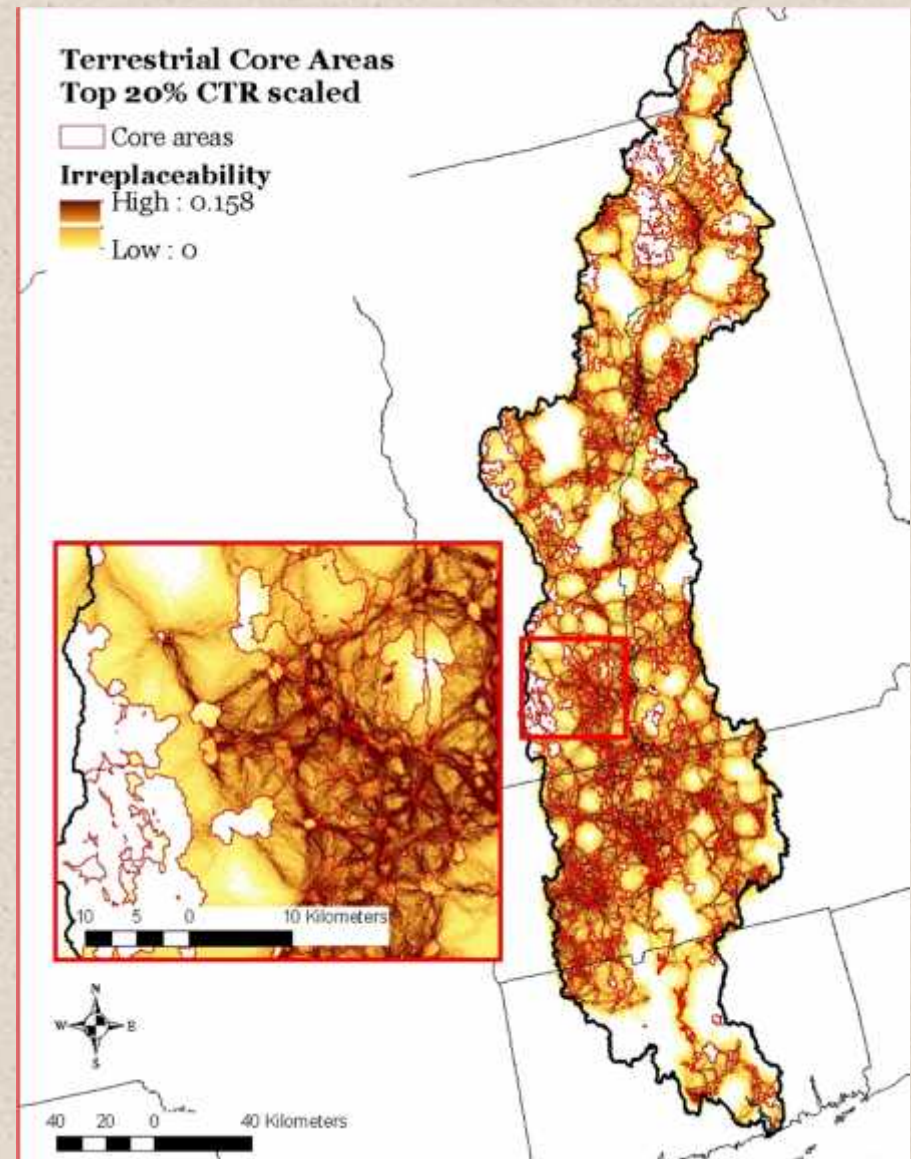 Terrestrial Core Areas
Top 20% CTR scaled
Core areas
Irreplaceability
High : 0.158
Low : 0
10 5 0 10 Kilometers
N
W E
S
40 20 0 40 Kilometers